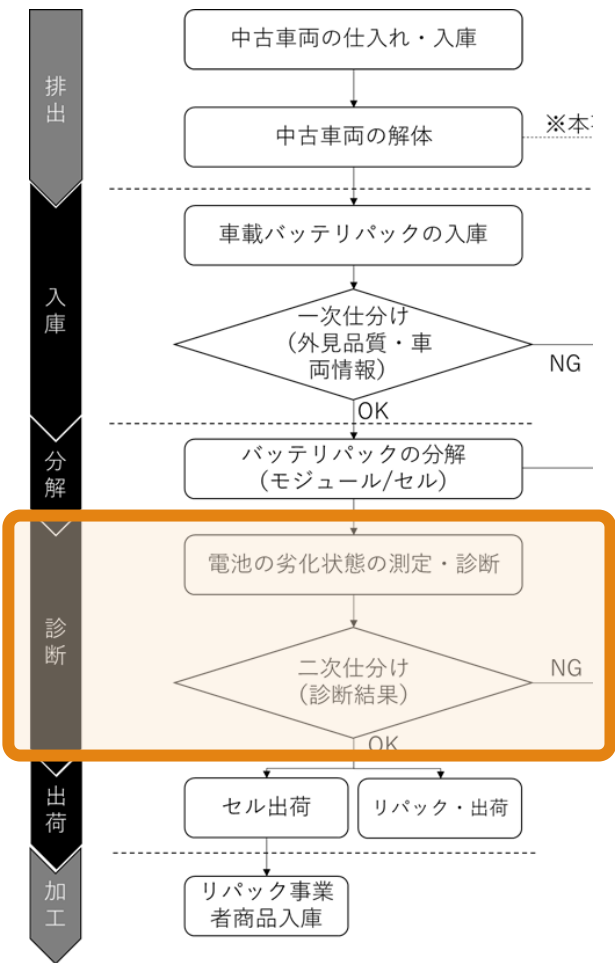 排出
中古車両の仕入れ・入庫
中古車両の解体
※本
入庫
車載バッテリパックの入庫
一次仕分け
(外見品質・車
両情報)
NG
OK
分解
バッテリパックの分解
(モジュール/セル)
診断
電池の劣化状態の測定・診断
二次仕分け
(診断結果)
NG
OK
出荷
セル出荷
リパック・出荷
加工
リパック事業
者商品入庫